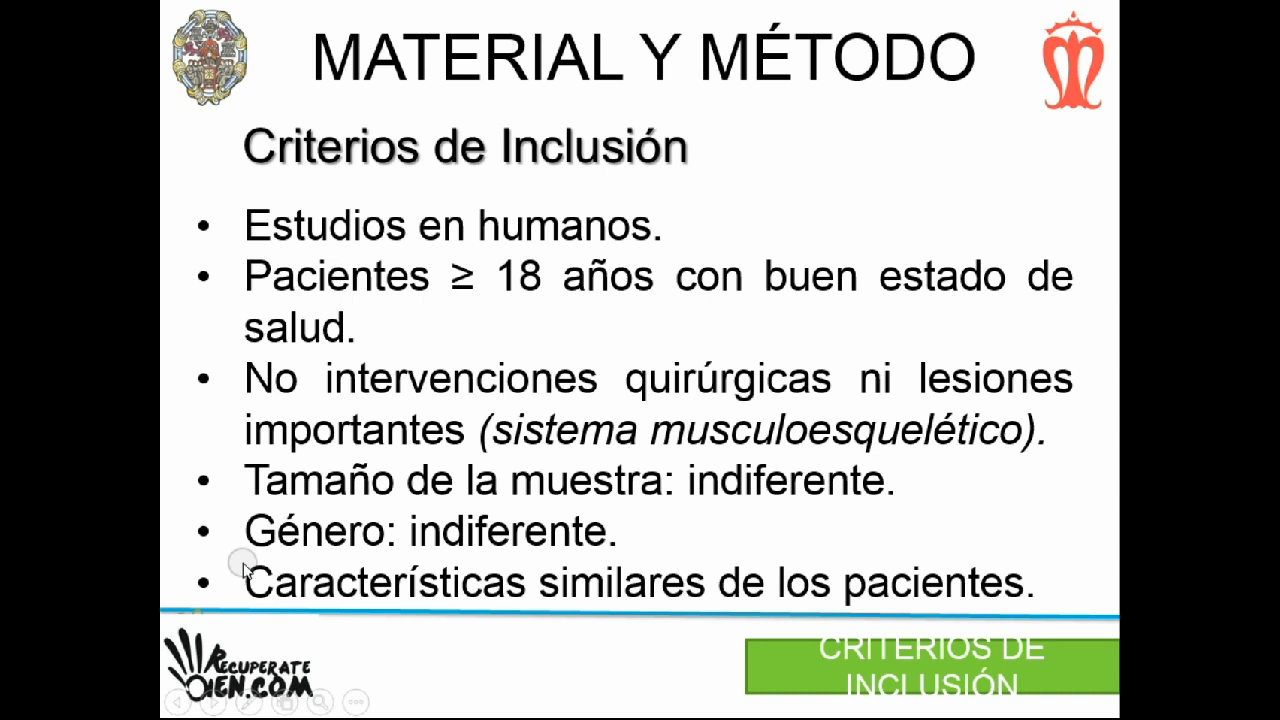 MATERIAL Y MÉTODO
Criterios de Inclusión
• Estudios en humanos.
• Pacientes ≥ 18 años con buen estado de
salud.
• No intervenciones quirúrgicas ni lesiones
importantes (sistema musculoesquelético).
• Tamaño de la muestra: indiferente.
• Género: indiferente.
• Características similares de los pacientes.
RECUPERATE
BIEN.COM
CRITERIOS DE
INCLUSIÓN